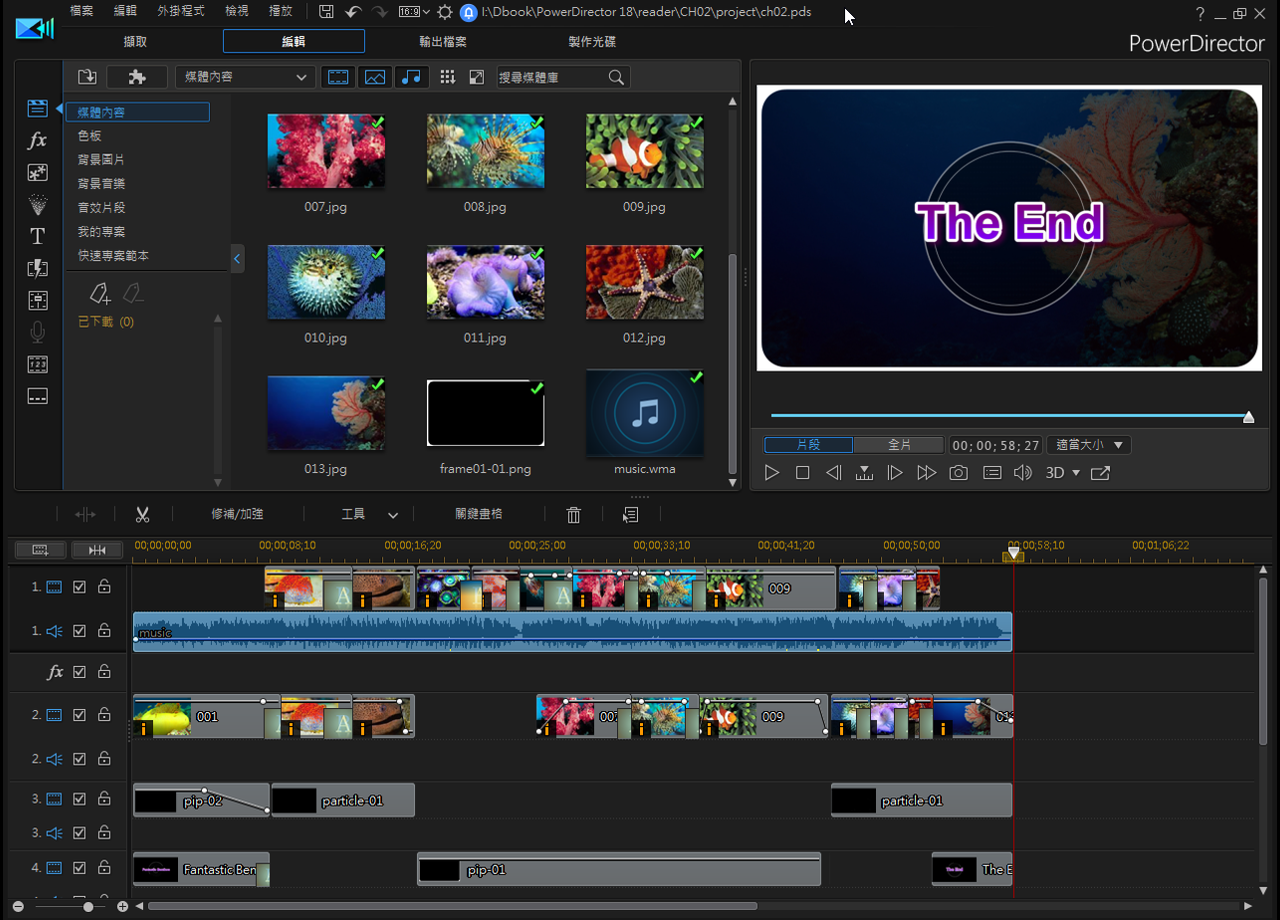 檔案 編輯 外掛程式 檢視 播放 16:9 I:\Dbook\PowerDirector 18\reader\CH02\project\ch02.pds ?
擷取 編輯 輸出檔案 製作光碟 PowerDirector
媒體內容 搜尋媒體庫
媒體內容
色板
背景圖片
背景音樂
音效片段
我的專案
快速專案範本
已下載 (0)
fx
T
007.jpg 008.jpg 009.jpg
010.jpg 011.jpg 012.jpg
013.jpg frame01-01.png music.wma
The End
片段 全片 00;00;58;27 適當大小
3D
修補/加強 工具 關鍵畫格
00;00;00;00 00;00;08;10 00;00;16;20 00;00;25;00 00;00;33;10 00;00;41;20 00;00;50;00 00;00;58;10 00;01;06;22
1. A A 009
1. music
fx
2. 001 A 007 009
2.
3. pip-02 particle-01 particle-01
3.
4. Fantastic Ben pip-01 The End The E